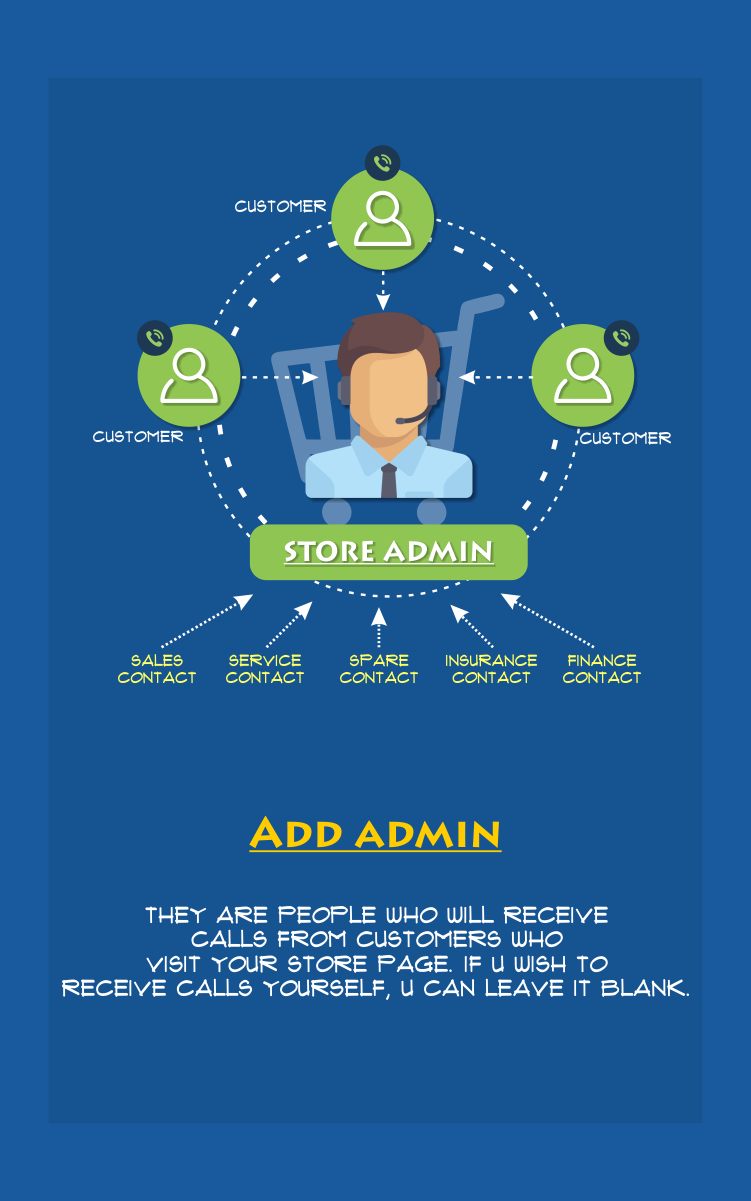 CUSTOMER
CUSTOMER
CUSTOMER
STORE ADMIN
SALES CONTACT
SERVICE CONTACT
SPARE CONTACT
INSURANCE CONTACT
FINANCE CONTACT
ADD ADMIN
THEY ARE PEOPLE WHO WILL RECEIVE
CALLS FROM CUSTOMERS WHO
VISIT YOUR STORE PAGE. IF U WISH TO
RECEIVE CALLS YOURSELF, U CAN LEAVE IT BLANK.